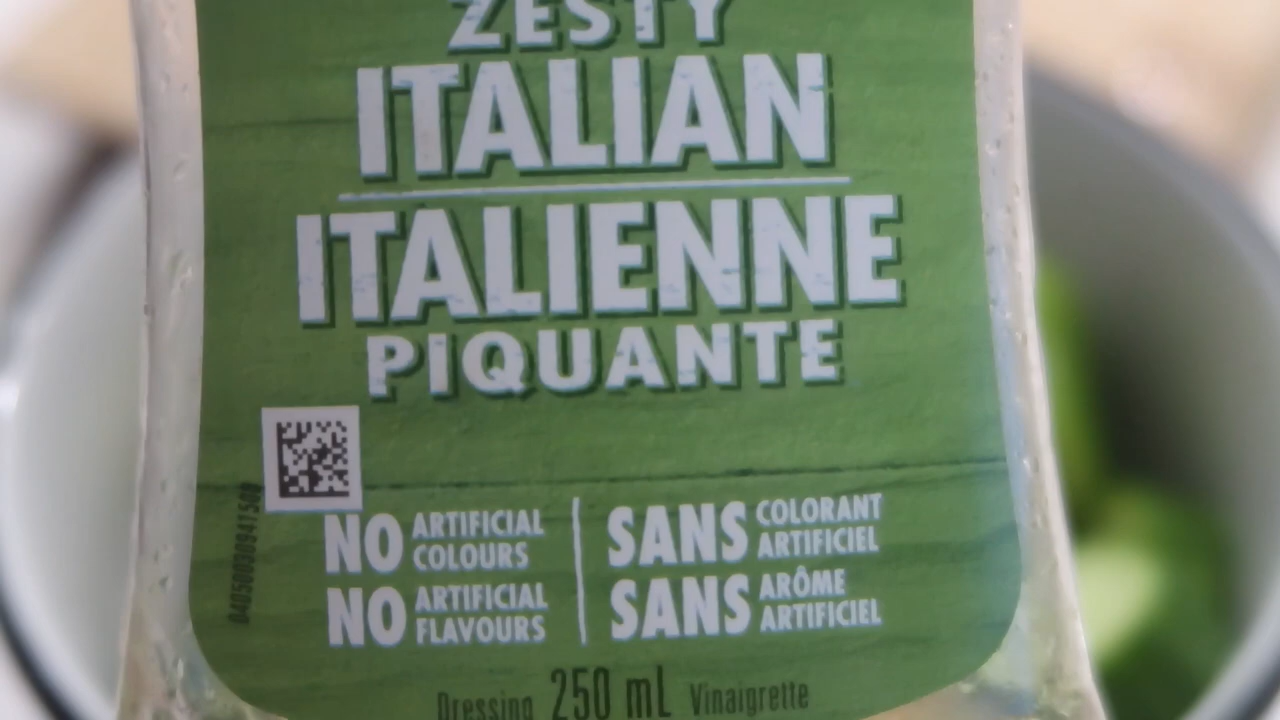 ZESTY
ITALIAN
ITALIENNE
PIQUANTE
NO ARTIFICIAL COLOURS
NO ARTIFICIAL FLAVOURS
SANS COLORANT ARTIFICIEL
SANS ARÔME ARTIFICIEL
Dressing 250 mL Vinaigrette